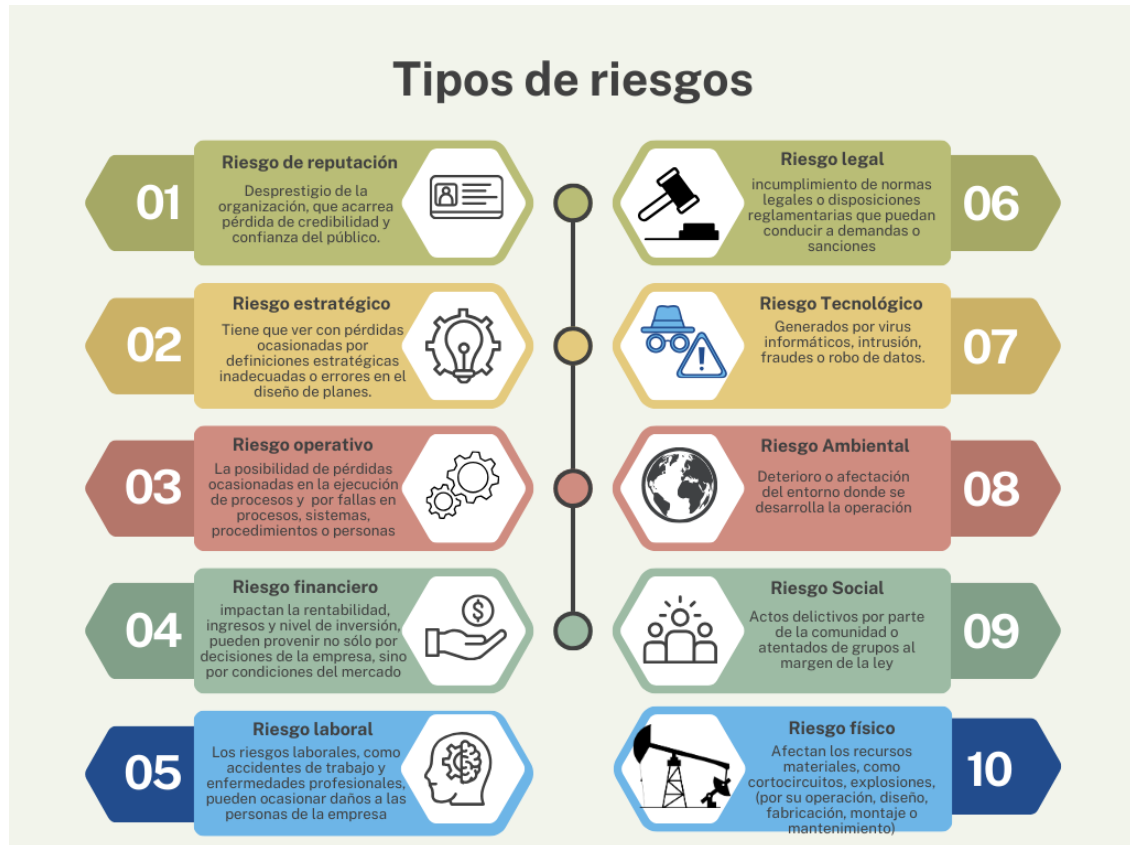 Tipos de riesgos
01
Riesgo de reputación
Desprestigio de la
organización, que acarrea
pérdida de credibilidad y
confianza del público.
02
Riesgo estratégico
Tiene que ver con pérdidas
ocasionadas por
definiciones estratégicas
inadecuadas o errores en el
diseño de planes.
03
Riesgo operativo
La posibilidad de pérdidas
ocasionadas en la ejecución
de procesos y por fallas en
procesos, sistemas,
procedimientos o personas
04
Riesgo financiero
impactan la rentabilidad,
ingresos y nivel de inversión,
pueden provenir no sólo por
decisiones de la empresa, sino
por condiciones del mercado
$
05
Riesgo laboral
Los riesgos laborales, como
accidentes de trabajo y
enfermedades profesionales,
pueden ocasionar daños a las
personas de la empresa
06
Riesgo legal
incumplimiento de normas
legales o disposiciones
reglamentarias que puedan
conducir a demandas o
sanciones
07
Riesgo Tecnológico
Generados por virus
informáticos, intrusión,
fraudes o robo de datos.
!
08
Riesgo Ambiental
Deterioro o afectación
del entorno donde se
desarrolla la operación
09
Riesgo Social
Actos delictivos por parte
de la comunidad o
atentados de grupos al
margen de la ley
10
Riesgo físico
Afectan los recursos
materiales, como
cortocircuitos, explosiones,
(por su operación, diseño,
fabricación, montaje o
mantenimiento)